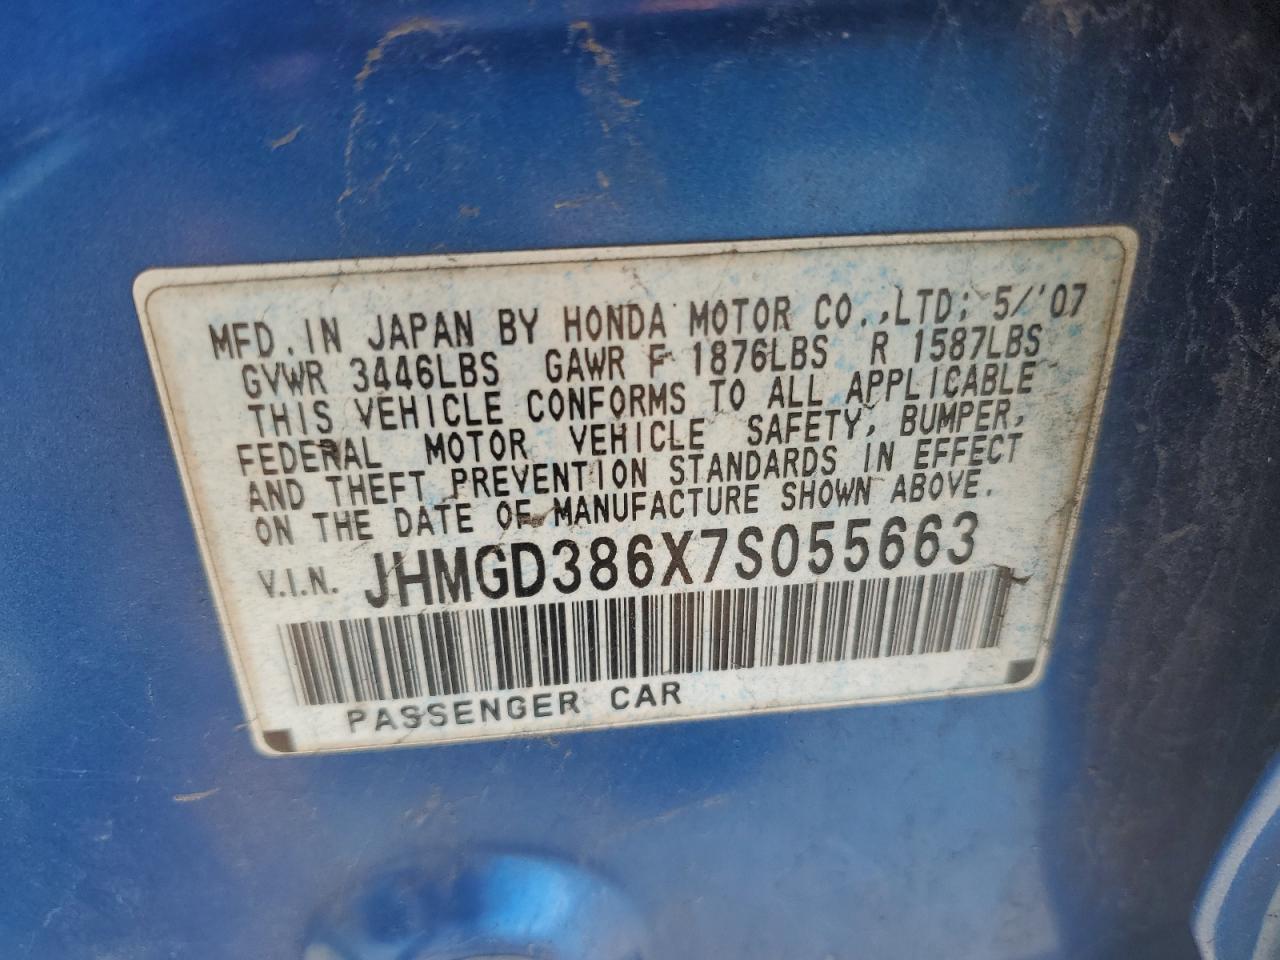 MFD. IN JAPAN BY HONDA MOTOR CO.,LTD; 5/'07
GVWR 3446LBS GAWR F 1876LBS R 1587LBS
THIS VEHICLE CONFORMS TO ALL APPLICABLE
FEDERAL MOTOR VEHICLE SAFETY, BUMPER,
AND THEFT PREVENTION STANDARDS IN EFFECT
ON THE DATE OF MANUFACTURE SHOWN ABOVE.
V.I.N. JHMGD386X7S055663
PASSENGER CAR